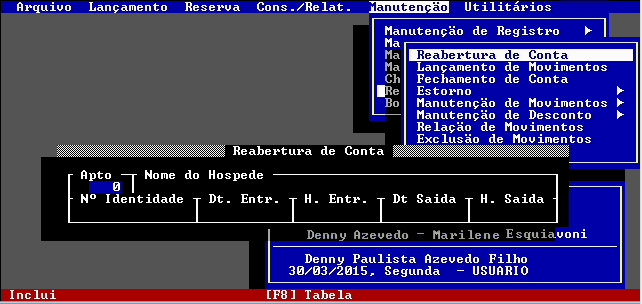 Arquivo Lançamento Reserva Cons./Relat. Manutenção Utilitários
Manutenção de Registro
Ma
Ma
Ch
Re
Bo
Reabertura de Conta
Lançamento de Movimentos
Fechamento de Conta
Estorno
Manutenção de Movimentos
Manutenção de Desconto
Relação de Movimentos
Exclusão de Movimentos
Reabertura de Conta
Apto Nome do Hospede
0
Nº Identidade Dt. Entr. H. Entr. Dt Saida H. Saida
Denny Azevedo - Marilene Esquiavoni
Denny Paulista Azevedo Filho
30/03/2015, Segunda - USUARIO
Inclui [F8] Tabela